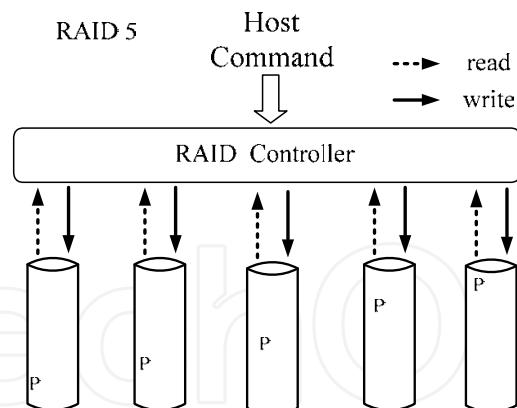 RAID 5
Host
Command
read
write
RAID Controller
P
P
P
P
P